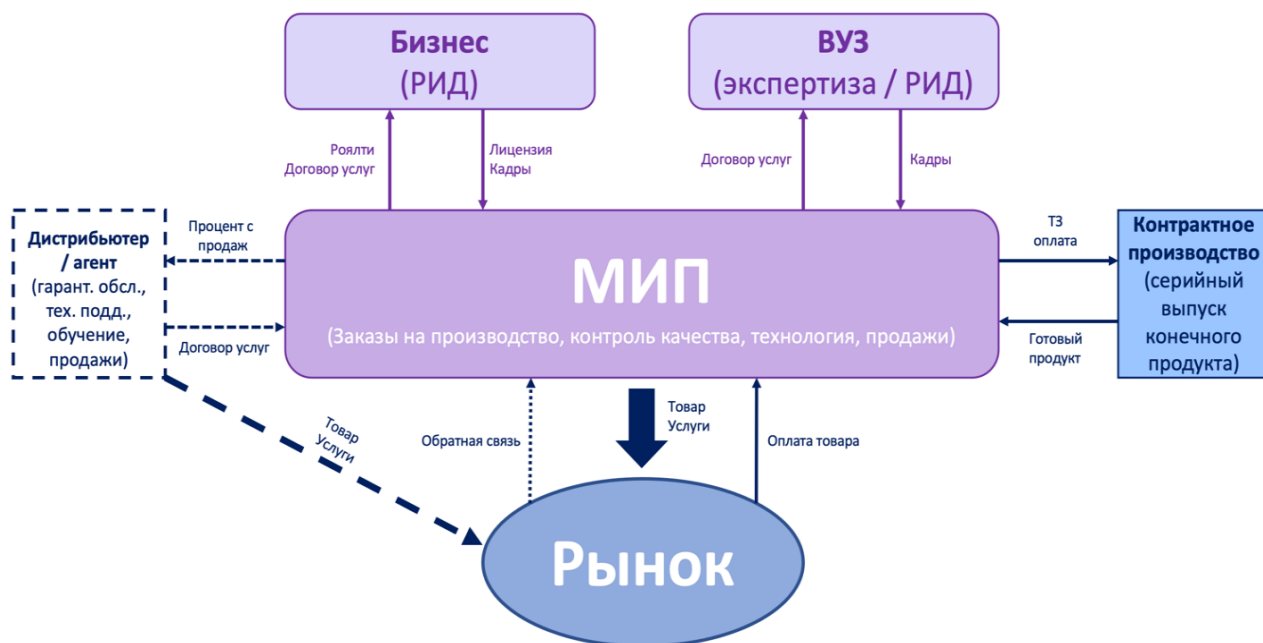 Бизнес
(РИД)
ВУЗ
(экспертиза / РИД)
Роялти
Договор услуг
Лицензия
Кадры
Договор услуг
Кадры
Дистрибьютер
/ агент
(гарант. обсл.,
тех. подд.,
обучение,
продажи)
Процент с
продаж
Договор услуг
МИП
(Заказы на производство, контроль качества, технология, продажи)
ТЗ
оплата
Готовый
продукт
Контрактное
производство
(серийный
выпуск
конечного
продукта)
Товар
Услуги
Обратная связь
Товар
Услуги
Оплата товара
Рынок